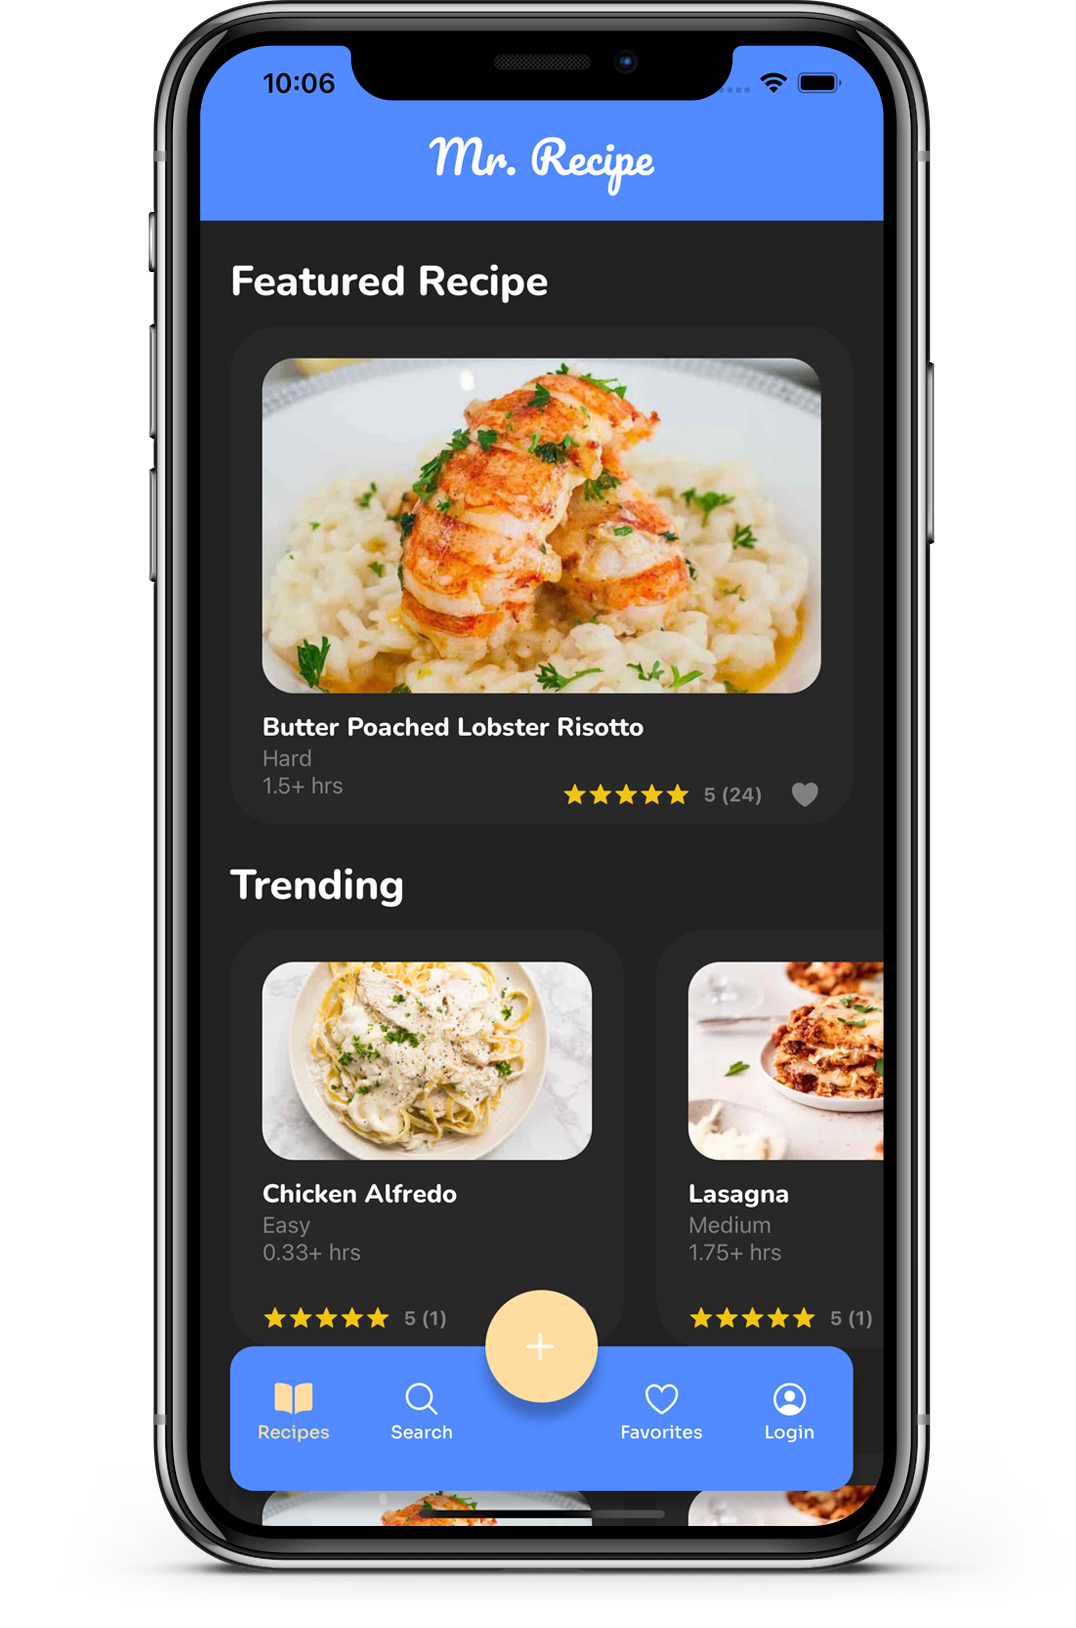 10:06
Mr. Recipe
Featured Recipe
Butter Poached Lobster Risotto
Hard
1.5+ hrs
5 (24)
Trending
Chicken Alfredo
Easy
0.33+ hrs
5 (1)
Lasagna
Medium
1.75+ hrs
5 (1)
Recipes
Search
Favorites
Login